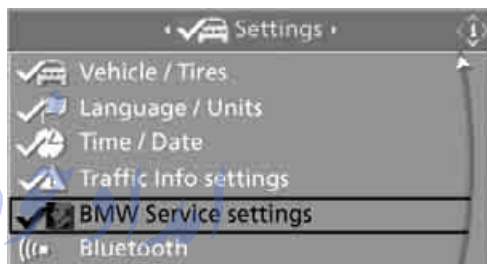 Settings
Vehicle / Tires
Language / Units
Time / Date
Traffic Info settings
BMW Service settings
Bluetooth